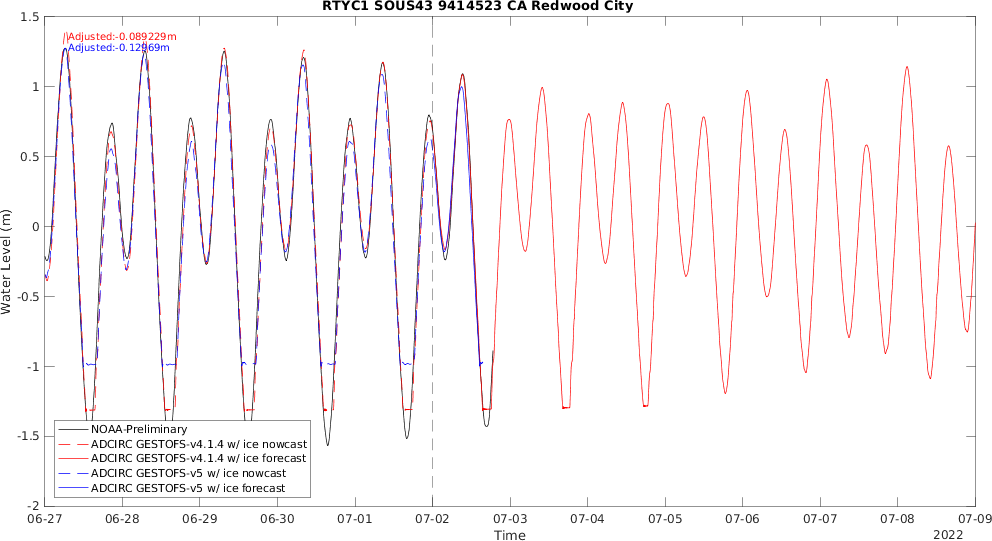 RTYC1 SOUS43 9414523 CA Redwood City
Adjusted:-0.089229m
Adjusted:-0.12969m
1.5
1
0.5
0
-0.5
-1
-1.5
-2
Water Level (m)
NOAA-Preliminary
ADCIRC GESTOFS-v4.1.4 w/ ice nowcast
ADCIRC GESTOFS-v4.1.4 w/ ice forecast
ADCIRC GESTOFS-v5 w/ ice nowcast
ADCIRC GESTOFS-v5 w/ ice forecast
06-27 06-28 06-29 06-30 07-01 07-02 07-03 07-04 07-05 07-06 07-07 07-08 07-09
Time
2022